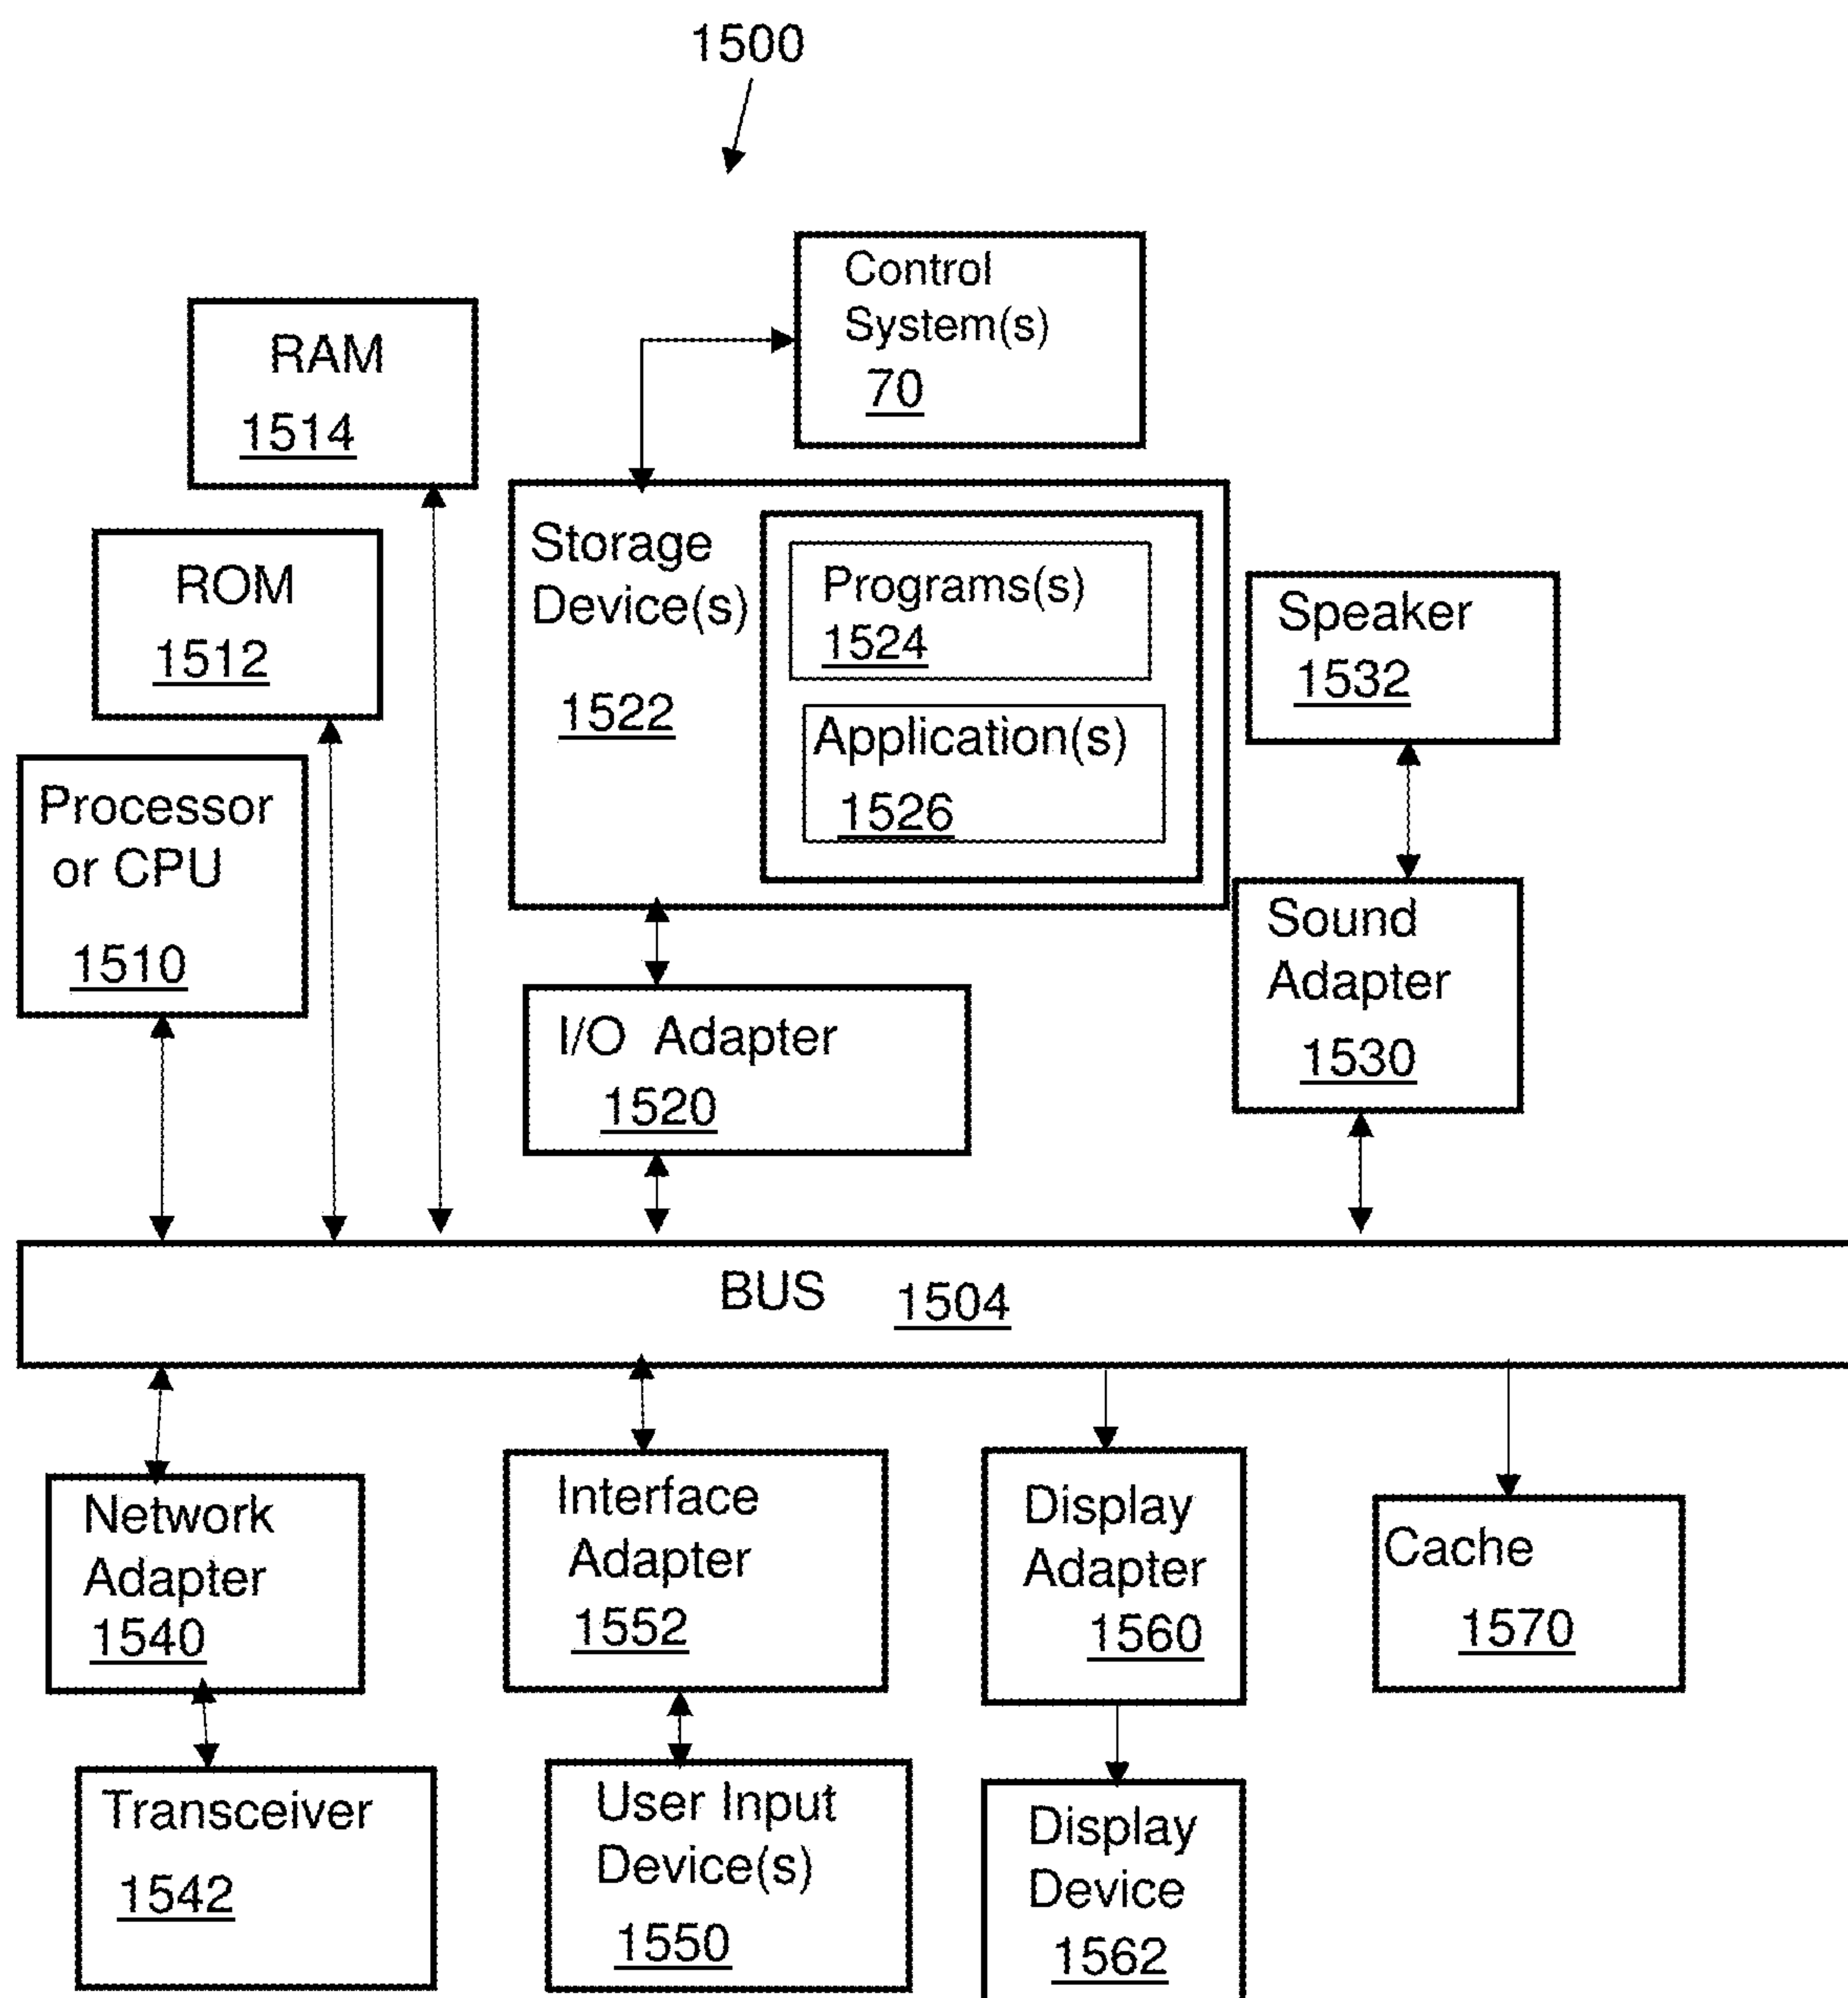 1500
Control
System(s)
70
RAM
1514
Storage
Device(s)
1522
Programs(s)
1524
Application(s)
1526
ROM
1512
Speaker
1532
Processor
or CPU
1510
Sound
Adapter
1530
I/O Adapter
1520
BUS 1504
Network
Adapter
1540
Interface
Adapter
1552
Display
Adapter
1560
Cache
1570
Transceiver
1542
User Input
Device(s)
1550
Display
Device
1562